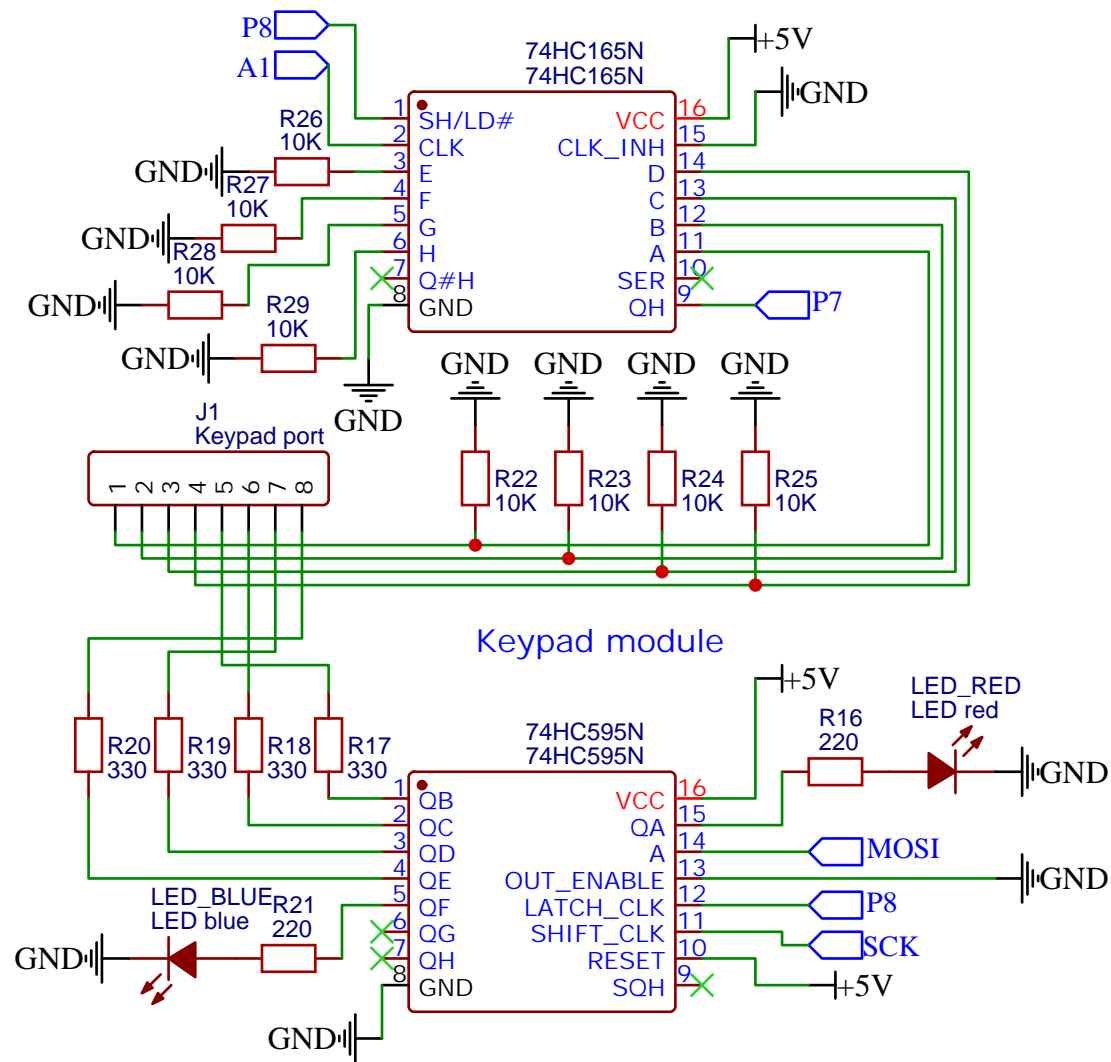 P8
A1
74HC165N
74HC165N
+5V
GND
1
SH/LD#
2
CLK
3
E
4
F
5
G
6
H
7
Q#H
8
GND
16
VCC
15
CLK_INH
14
D
13
C
12
B
11
A
10
SER
9
QH
P7
R26
10K
GND
R27
10K
GND
R28
10K
GND
R29
10K
GND
GND
GND
GND
GND
GND
R22
10K
R23
10K
R24
10K
R25
10K
J1
Keypad port
1 2 3 4 5 6 7 8
Keypad module
R20
330
R19
330
R18
330
R17
330
74HC595N
74HC595N
+5V
1
QB
2
QC
3
QD
4
QE
5
QF
6
QG
7
QH
8
GND
16
VCC
15
QA
14
A
13
OUT_ENABLE
12
LATCH_CLK
11
SHIFT_CLK
10
RESET
9
SQH
R16
220
LED_RED
LED red
GND
MOSI
GND
P8
SCK
+5V
LED_BLUE
LED blue
R21
220
GND
GND